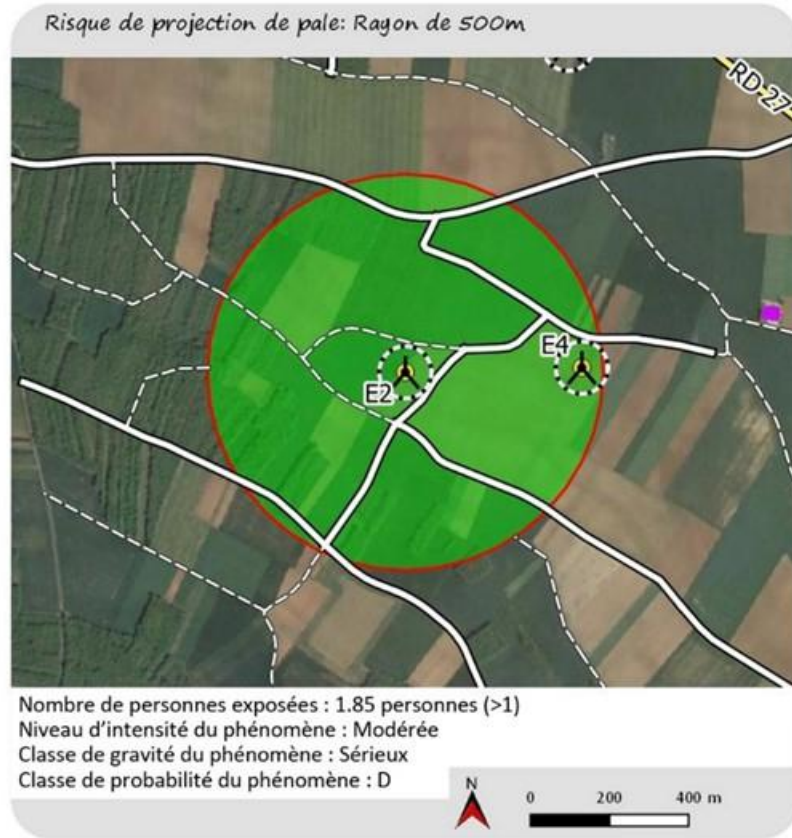 Risque de projection de pale: Rayon de 500m
RD 27
E4
E2
Nombre de personnes exposées : 1.85 personnes (>1)
Niveau d'intensité du phénomène : Modérée
Classe de gravité du phénomène : Sérieux
Classe de probabilité du phénomène : D
N
0 200 400 m